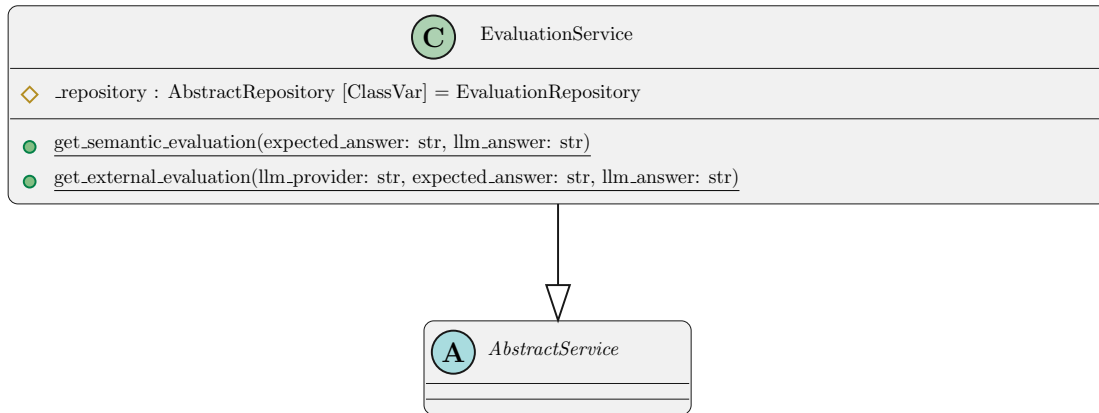 C EvaluationService
_repository : AbstractRepository [ClassVar] = EvaluationRepository
get_semantic_evaluation(expected_answer: str, llm_answer: str)
get_external_evaluation(llm_provider: str, expected_answer: str, llm_answer: str)
A AbstractService